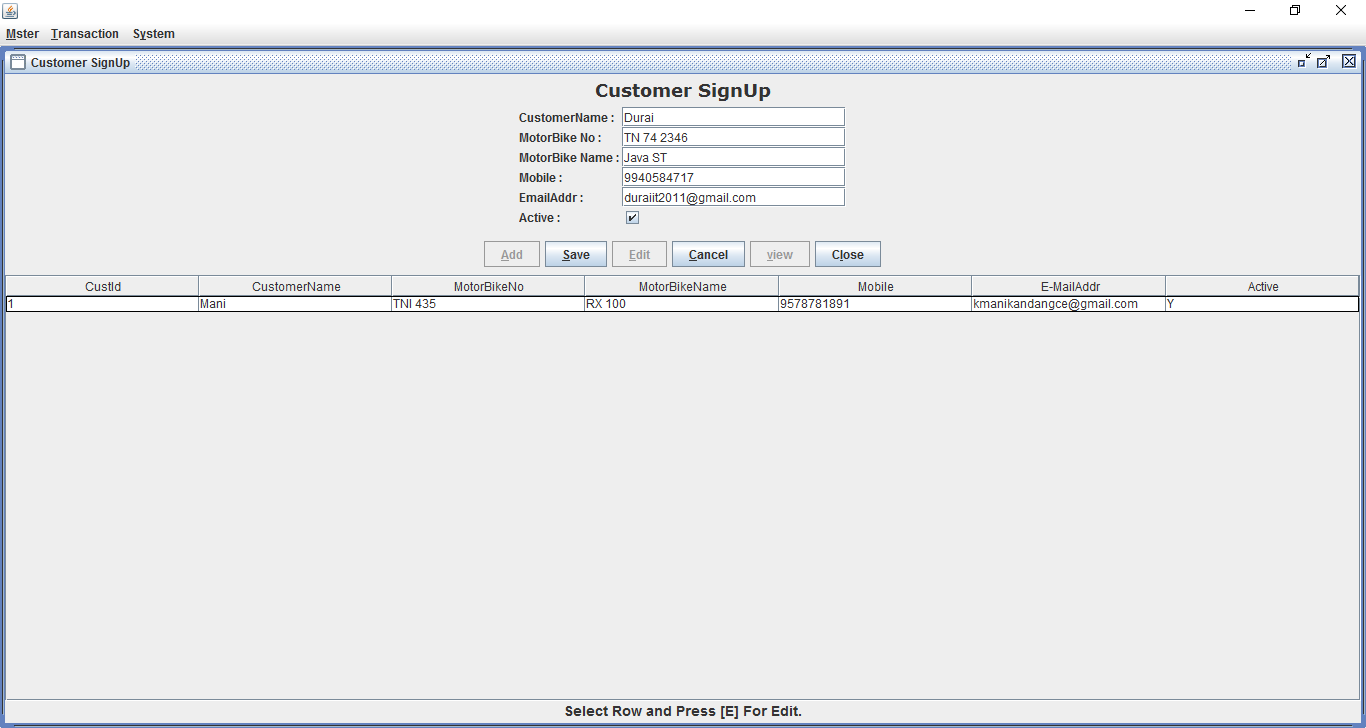 Mster Transaction System
Customer SignUp
Customer SignUp
CustomerName : Durai
MotorBike No : TN 74 2346
MotorBike Name : Java ST
Mobile : 9940584717
EmailAddr : duraiit2011@gmail.com
Active :
Add Save Edit Cancel view Close
CustId CustomerName MotorBikeNo MotorBikeName Mobile E-MailAddr Active
1 Mani TNI 435 RX 100 9578781891 kmanikandangce@gmail.com Y
Select Row and Press [E] For Edit.